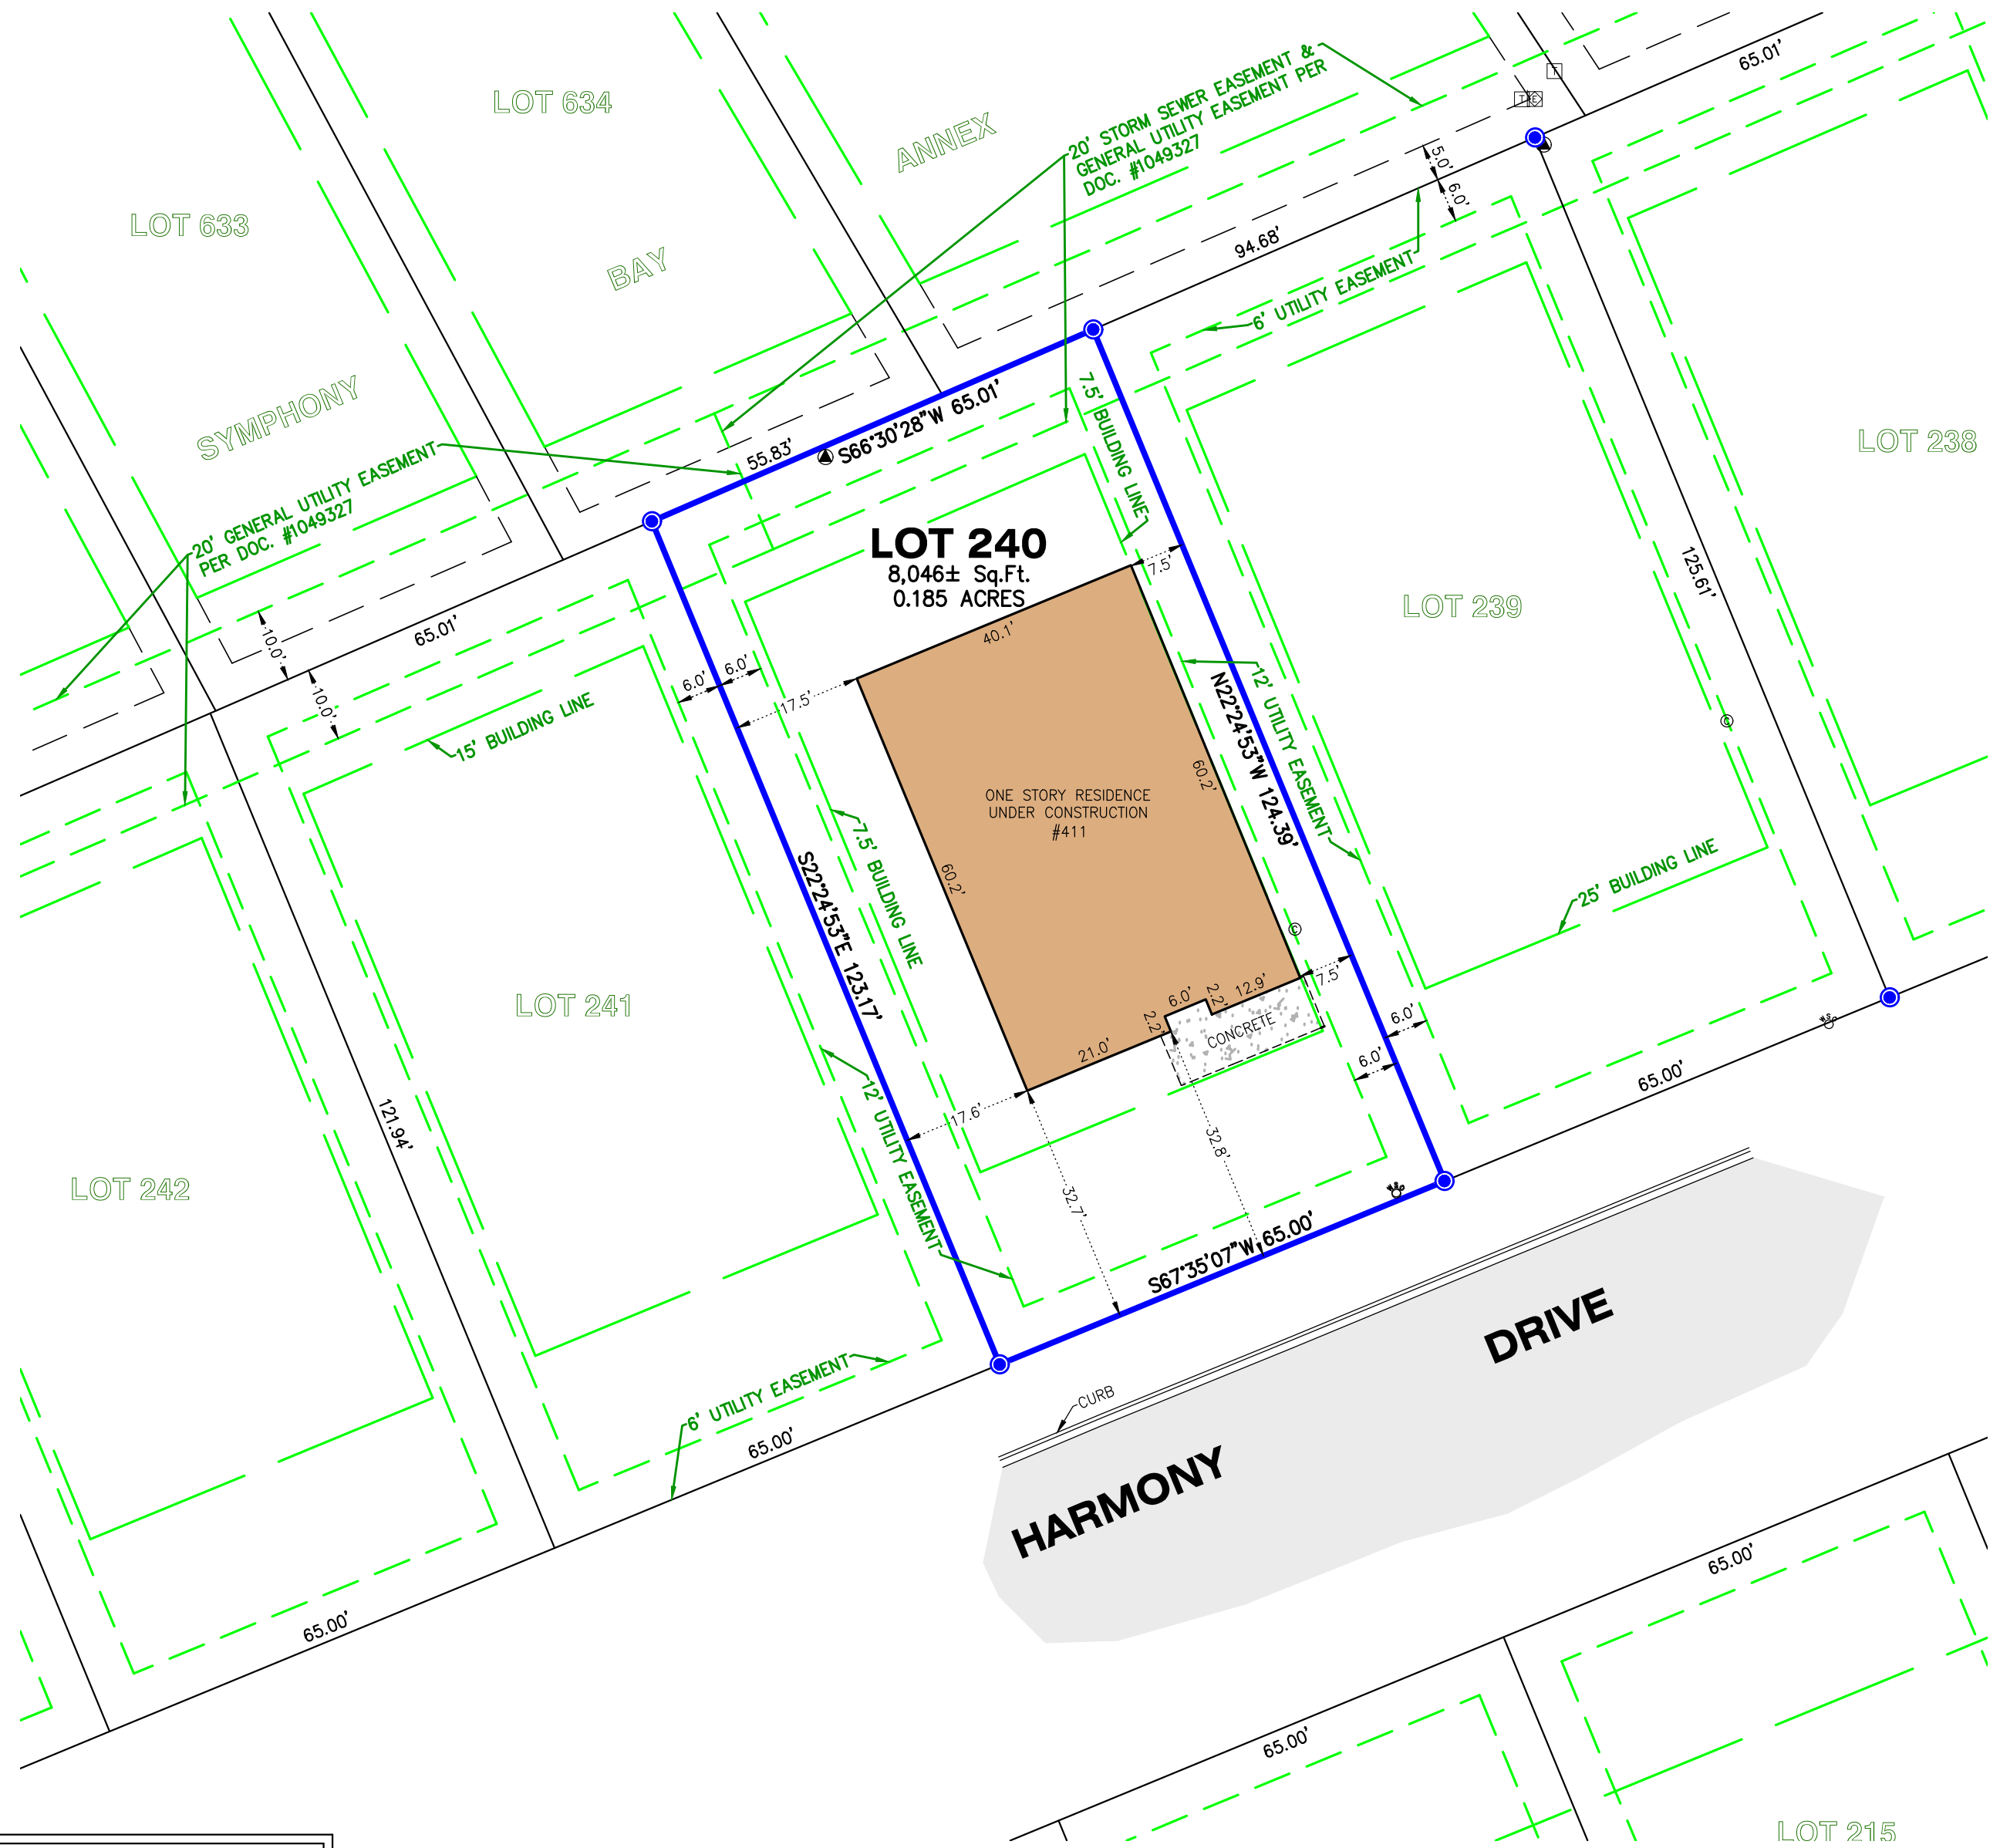 LOT 634
ANNEX
20' STORM SEWER EASEMENT &
GENERAL UTILITY EASEMENT PER
DOC. #1049327
T
T
E
65.01'
LOT 633
BAY
5.0'
6.0'
94.68'
6' UTILITY EASEMENT
SYMPHONY
S66°30'28"W 65.01'
55.83'
7.5' BUILDING LINE
LOT 238
20' GENERAL UTILITY EASEMENT
PER DOC. #1049327
LOT 240
8,046± Sq.Ft.
0.185 ACRES
7.5'
125.61'
LOT 239
10.0'
65.01'
40.1'
10.0'
6.0'
6.0'
17.5'
15' BUILDING LINE
12' UTILITY EASEMENT
N22°24'53"W 124.39'
60.2'
C
ONE STORY RESIDENCE
UNDER CONSTRUCTION
#411
7.5' BUILDING LINE
60.2'
S22°24'53"E 123.17'
25' BUILDING LINE
C
LOT 241
6.0'
2.2'
12.9'
7.5'
2.2'
CONCRETE
21.0'
6.0'
6.0'
65.00'
12' UTILITY EASEMENT
17.6'
32.8'
121.94'
LOT 242
32.7'
S67°35'07"W 65.00'
DRIVE
6' UTILITY EASEMENT
CURB
65.00'
HARMONY
65.00'
65.00'
65.00'
LOT 215